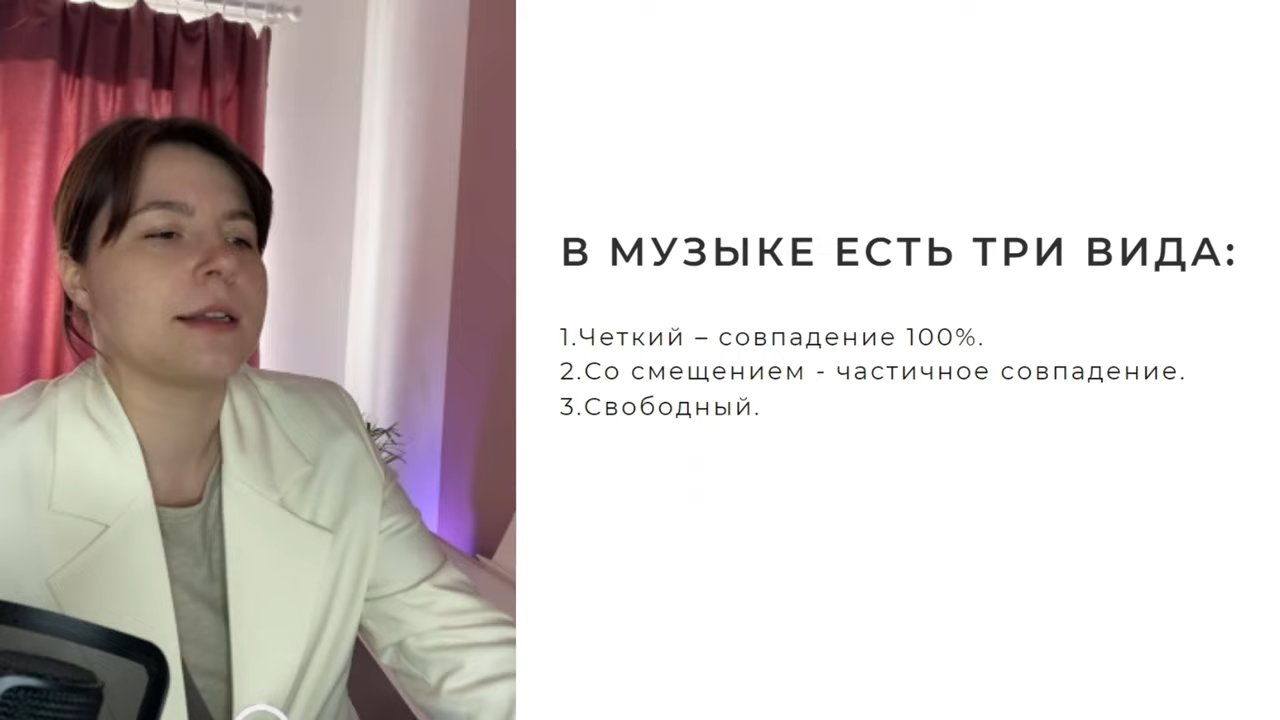 В МУЗЫКЕ ЕСТЬ ТРИ ВИДА:
1.Четкий – совпадение 100%.
2.Со смещением - частичное совпадение.
3.Свободный.